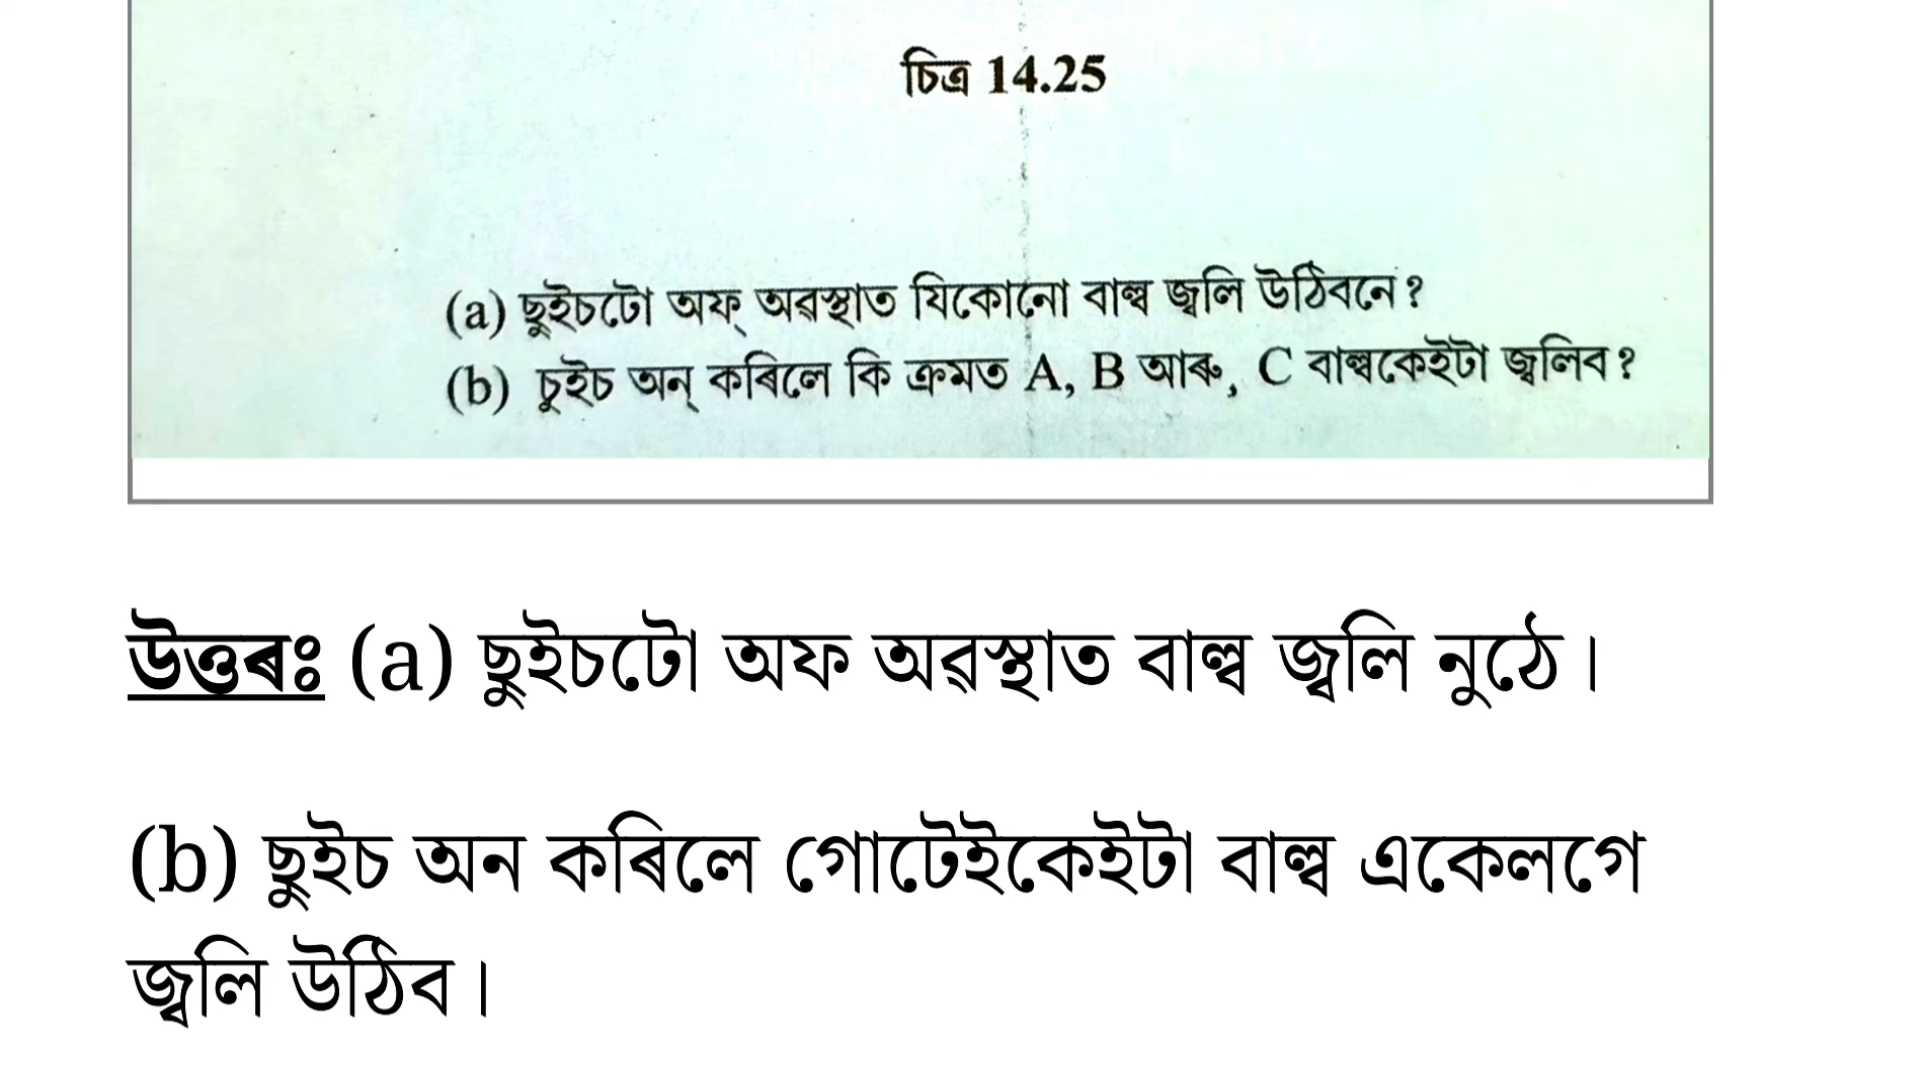 চিত্ৰ 14.25
(a) ছুইচটো অফ্ অৱস্থাত যিকোনো বাল্ব জ্বলি উঠিবনে?
(b) চুইচ অন্ কৰিলে কি ক্ৰমত A, B আৰু, C বাল্বকেইটা জ্বলিব?
উত্তৰঃ (a) ছুইচটো অফ অৱস্থাত বাল্ব জ্বলি নুঠে।
(b) ছুইচ অন কৰিলে গোটেইকেইটা বাল্ব একেলগে
জ্বলি উঠিব।